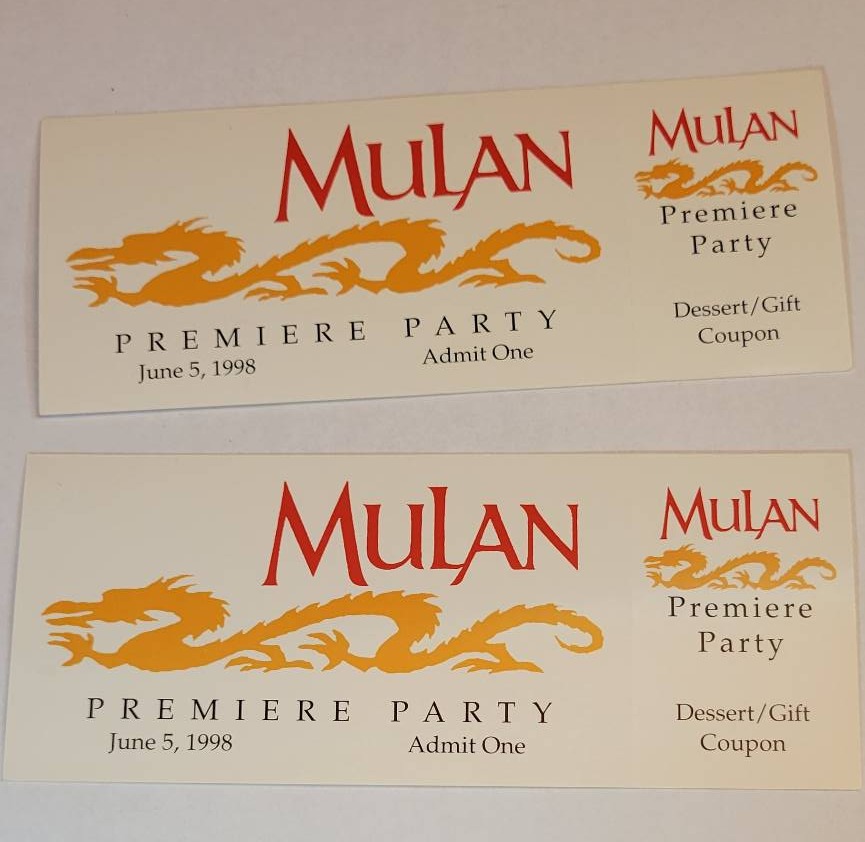 MULAN
PREMIERE PARTY
June 5, 1998 Admit One
MULAN
Premiere
Party
Dessert/Gift
Coupon
MULAN
PREMIERE PARTY
June 5, 1998 Admit One
MULAN
Premiere
Party
Dessert/Gift
Coupon